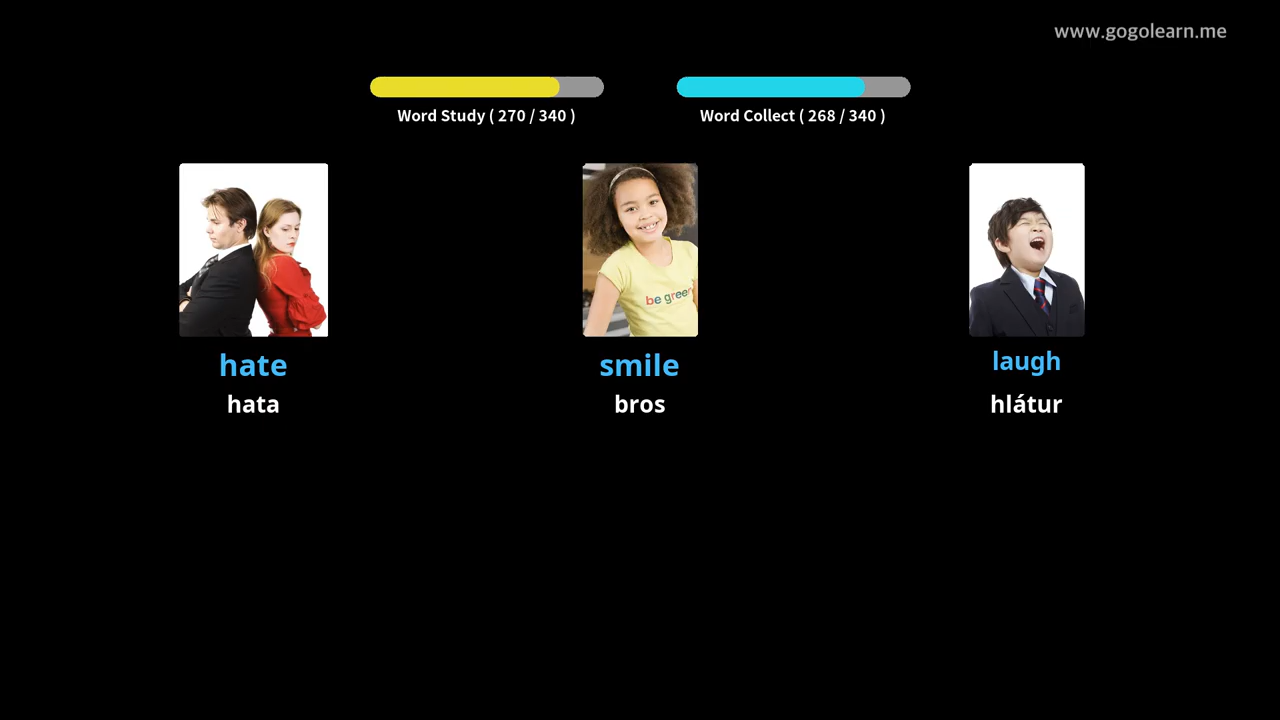 www.gogolearn.me
Word Study ( 270 / 340 )
Word Collect ( 268 / 340 )
be green
hate
smile
laugh
hata
bros
hlátur